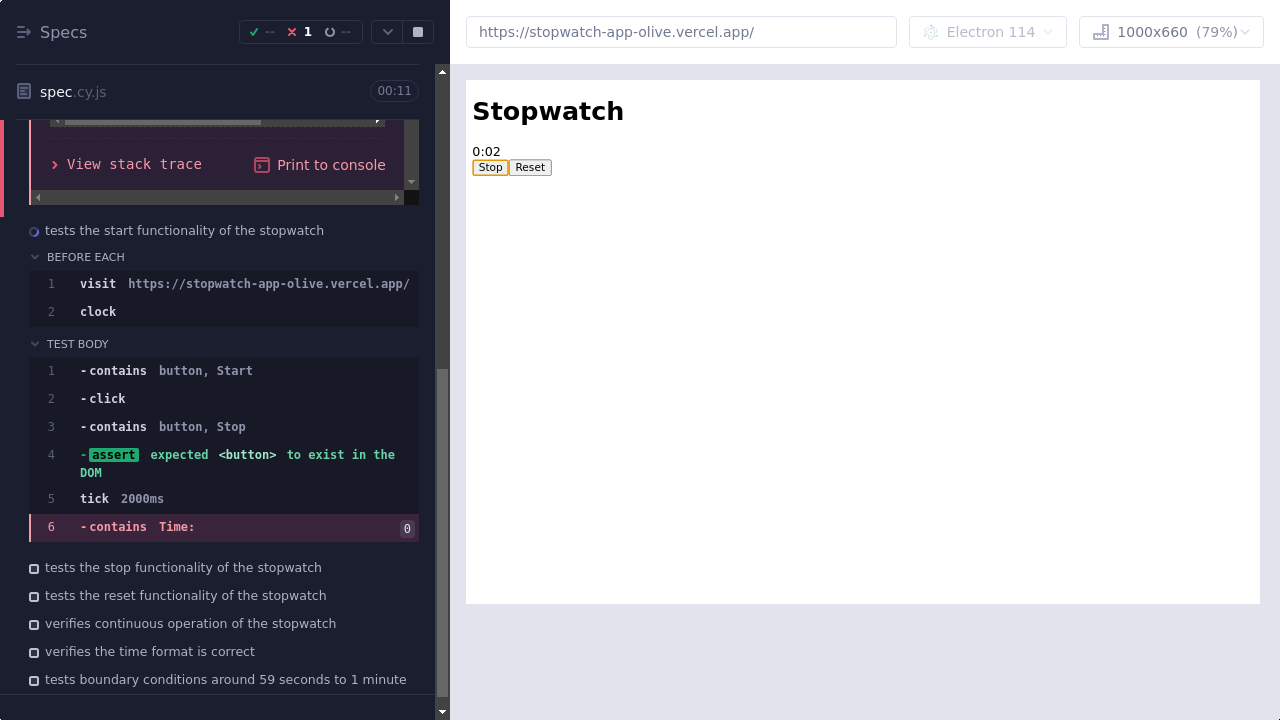 Specs
--
1
--
https://stopwatch-app-olive.vercel.app/
Electron 114
1000x660 (79%)
spec.cy.js
00:11
View stack trace
Print to console
tests the start functionality of the stopwatch
BEFORE EACH
1 visit https://stopwatch-app-olive.vercel.app/
2 clock
TEST BODY
1 -contains button, Start
2 -click
3 -contains button, Stop
4 -assert expected <button> to exist in the
DOM
5 tick 2000ms
6 -contains Time: 0
tests the stop functionality of the stopwatch
tests the reset functionality of the stopwatch
verifies continuous operation of the stopwatch
verifies the time format is correct
tests boundary conditions around 59 seconds to 1 minute
Stopwatch
0:02
Stop Reset